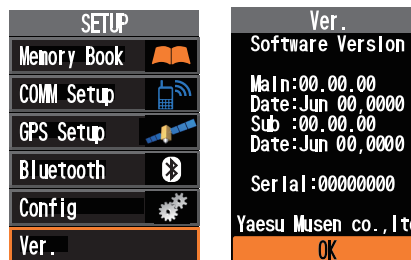 SETUP
Memory Book
COMM Setup
GPS Setup
Bluetooth
Config
Ver.
Ver.
Software Version
Main:00.00.00
Date:Jun 00,0000
Sub :00.00.00
Date:Jun 00,0000
Serial:00000000
Yaesu Musen co.,lt
OK